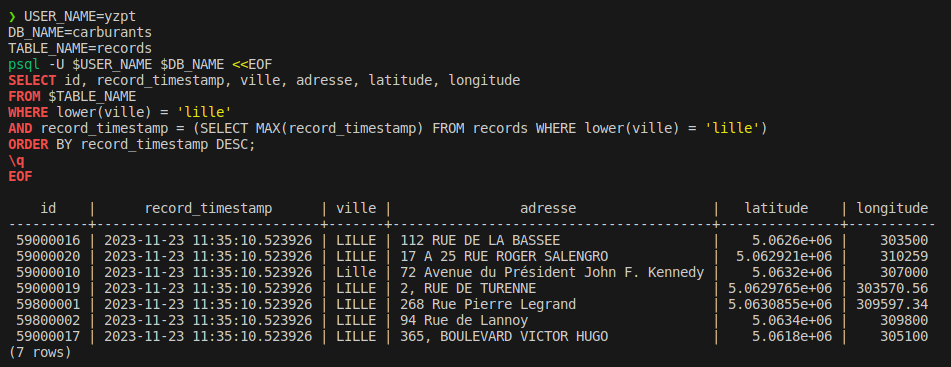 ❯ USER_NAME=yzpt
DB_NAME=carburants
TABLE_NAME=records
psql -U $USER_NAME $DB_NAME <<EOF
SELECT id, record_timestamp, ville, adresse, latitude, longitude
FROM $TABLE_NAME
WHERE lower(ville) = 'lille'
AND record_timestamp = (SELECT MAX(record_timestamp) FROM records WHERE lower(ville) = 'lille')
ORDER BY record_timestamp DESC;
\q
EOF
    id    |      record_timestamp      | ville |                adresse                 |   latitude   | longitude
----------+----------------------------+-------+----------------------------------------+--------------+-----------
 59000016 | 2023-11-23 11:35:10.523926 | LILLE | 112 RUE DE LA BASSEE                   |   5.0626e+06 |    303500
 59000020 | 2023-11-23 11:35:10.523926 | LILLE | 17 A 25 RUE ROGER SALENGRO             | 5.062921e+06 |    310259
 59000010 | 2023-11-23 11:35:10.523926 | Lille | 72 Avenue du Président John F. Kennedy |   5.0632e+06 |    307000
 59000019 | 2023-11-23 11:35:10.523926 | LILLE | 2, RUE DE TURENNE                      | 5.0629765e+06 | 303570.56
 59800001 | 2023-11-23 11:35:10.523926 | LILLE | 268 Rue Pierre Legrand                 | 5.0630855e+06 | 309597.34
 59800002 | 2023-11-23 11:35:10.523926 | LILLE | 94 Rue de Lannoy                       |   5.0634e+06 |    309800
 59000017 | 2023-11-23 11:35:10.523926 | LILLE | 365, BOULEVARD VICTOR HUGO             |   5.0618e+06 |    305100
(7 rows)